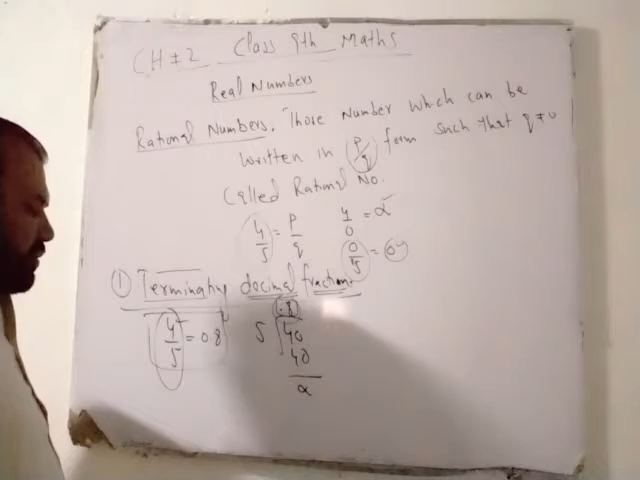 CH # 2 Class 9th Maths
Real Numbers
Rational Numbers. Those Number which can be
written in P/q form such that q≠0
Called Rational No.
4/5 = P/q 4/0 = ∝
0/5 = 0
① Terminating decimal fraction.
4/5 = 0.8 5 .8
40
40